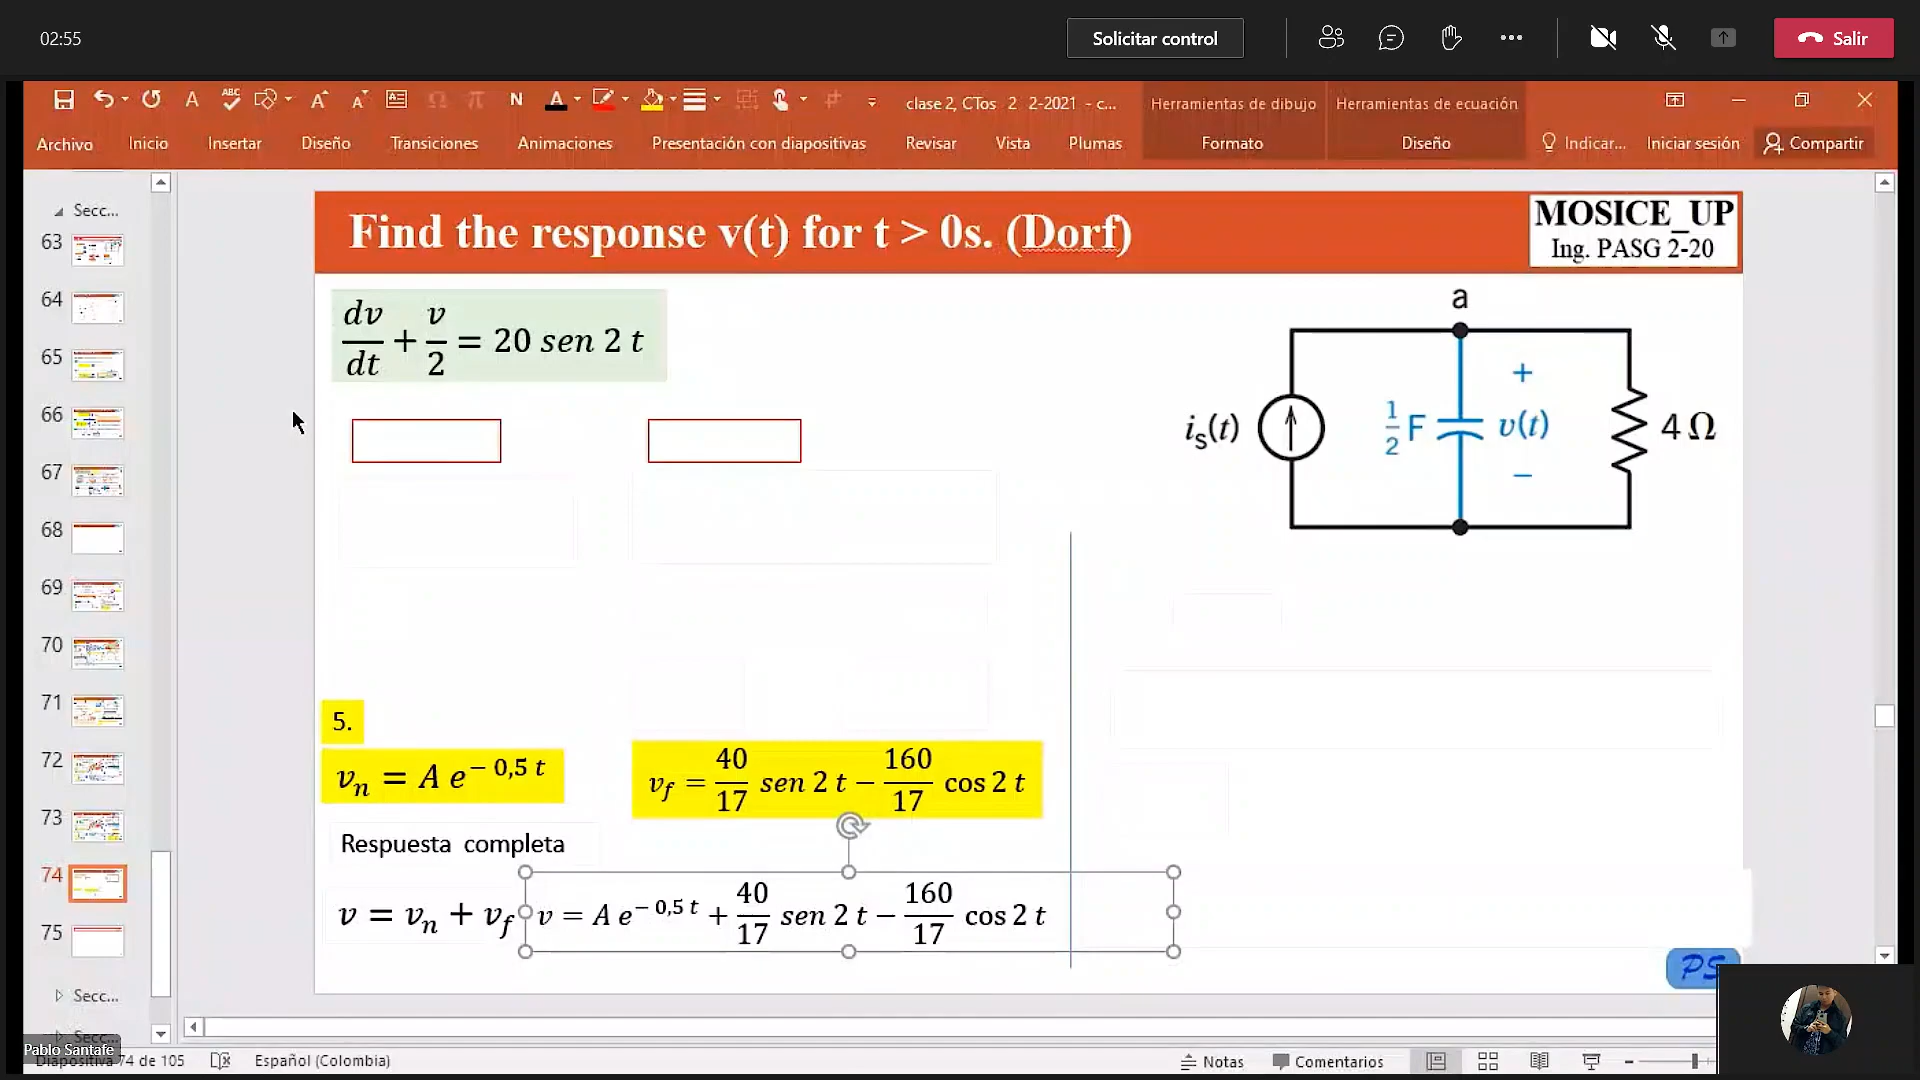 02:55
Solicitar control
Salir
clase 2, CTos 2 2-2021 - c...
Herramientas de dibujo
Herramientas de ecuación
Archivo
Inicio
Insertar
Diseño
Transiciones
Animaciones
Presentación con diapositivas
Revisar
Vista
Plumas
Formato
Diseño
Indicar...
Iniciar sesión
Compartir
Secc...
63
64
65
66
67
68
69
70
71
72
73
74
75
Secc...
Secc...
Find the response v(t) for t > 0s. (Dorf)
MOSICE_UP
Ing. PASG 2-20
dv/dt + v/2 = 20 sen 2 t
a
+
iₛ(t)
1/2 F
v(t)
4 Ω
−
5.
vₙ = A e^(− 0,5 t)
v_f = 40/17 sen 2 t − 160/17 cos 2 t
Respuesta completa
v = vₙ + v_f
v = A e^(− 0,5 t) + 40/17 sen 2 t − 160/17 cos 2 t
PS
Pablo Santafe
Diapositiva 74 de 105
Español (Colombia)
Notas
Comentarios